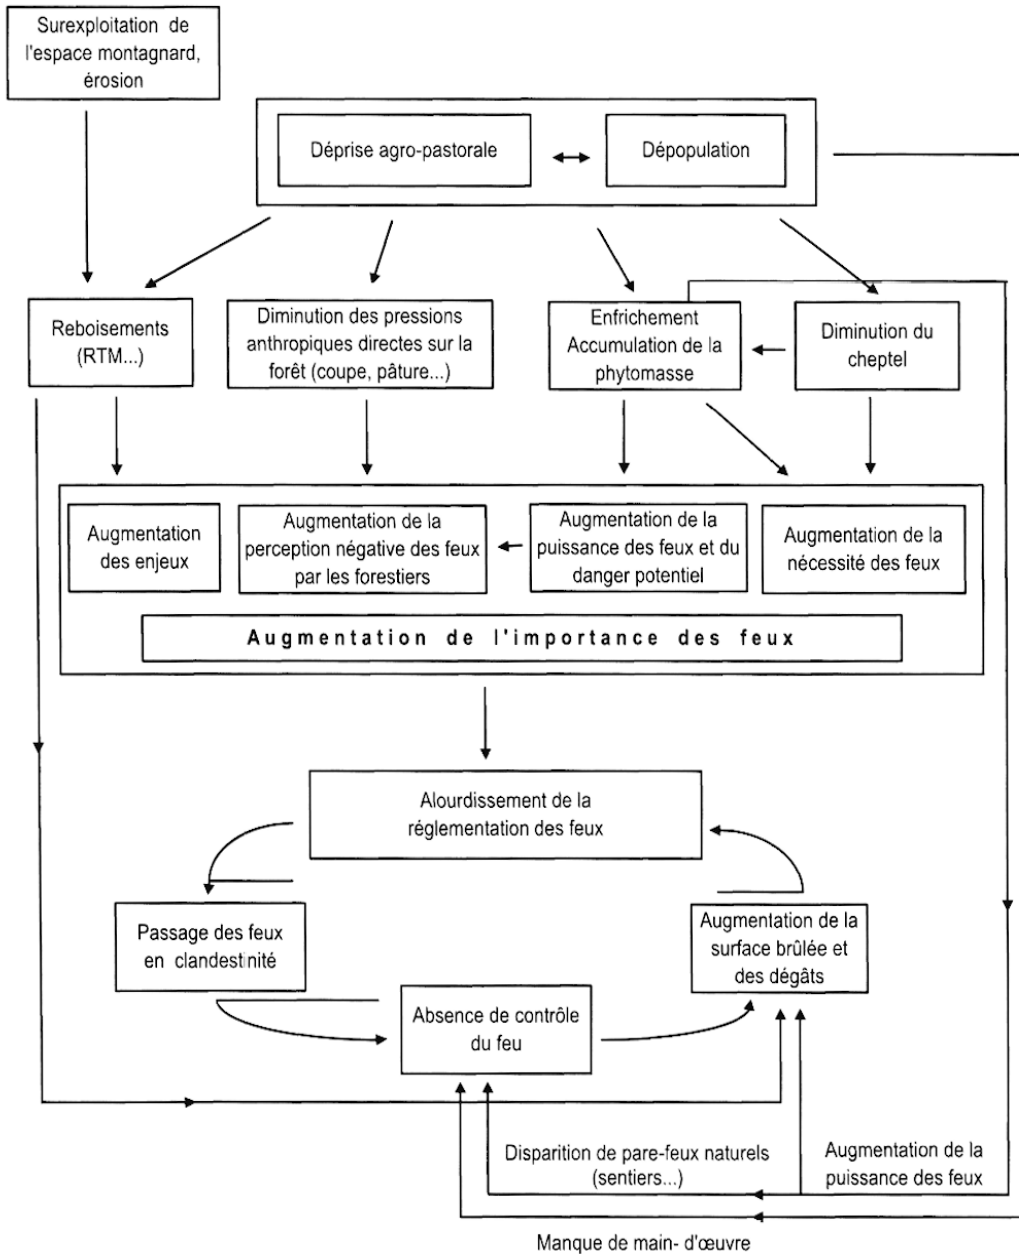 Surexploitation de
l'espace montagnard,
érosion
Déprise agro-pastorale
Dépopulation
Reboisements
(RTM...)
Diminution des pressions
anthropiques directes sur la
forêt (coupe, pâture...)
Enfrichement
Accumulation de la
phytomasse
Diminution du
cheptel
Augmentation
des enjeux
Augmentation de la
perception négative des feux
par les forestiers
Augmentation de la
puissance des feux et du
danger potentiel
Augmentation de la
nécessité des feux
Augmentation de l'importance des feux
Alourdissement de la
réglementation des feux
Passage des feux
en clandestinité
Augmentation de la
surface brûlée et
des dégâts
Absence de contrôle
du feu
Disparition de pare-feux naturels
(sentiers...)
Augmentation de la
puissance des feux
Manque de main- d'œuvre